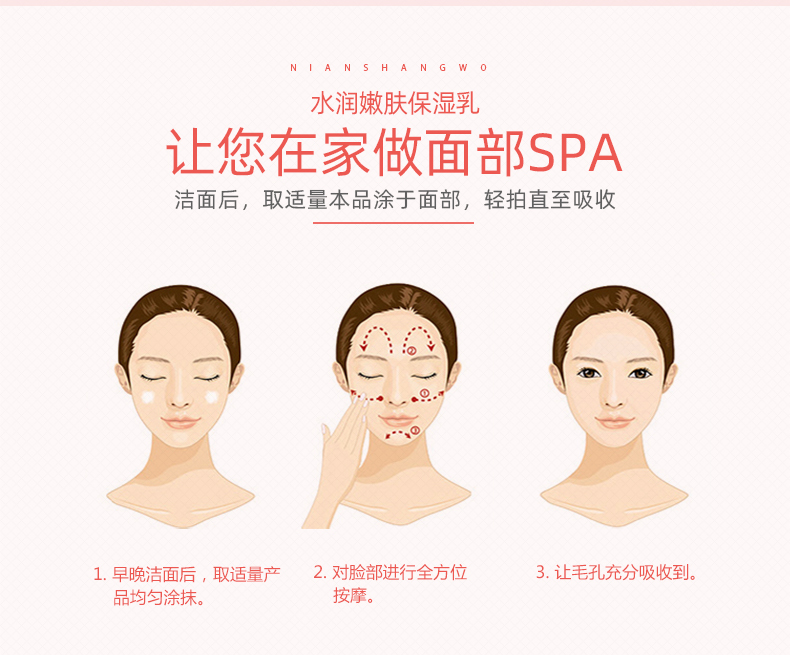 NIANSHANGWO
水润嫩肤保湿乳
让您在家做面部SPA
洁面后，取适量本品涂于面部，轻拍直至吸收
②
①
③
1. 早晚洁面后，取适量产
品均匀涂抹。
2. 对脸部进行全方位
按摩。
3. 让毛孔充分吸收到。